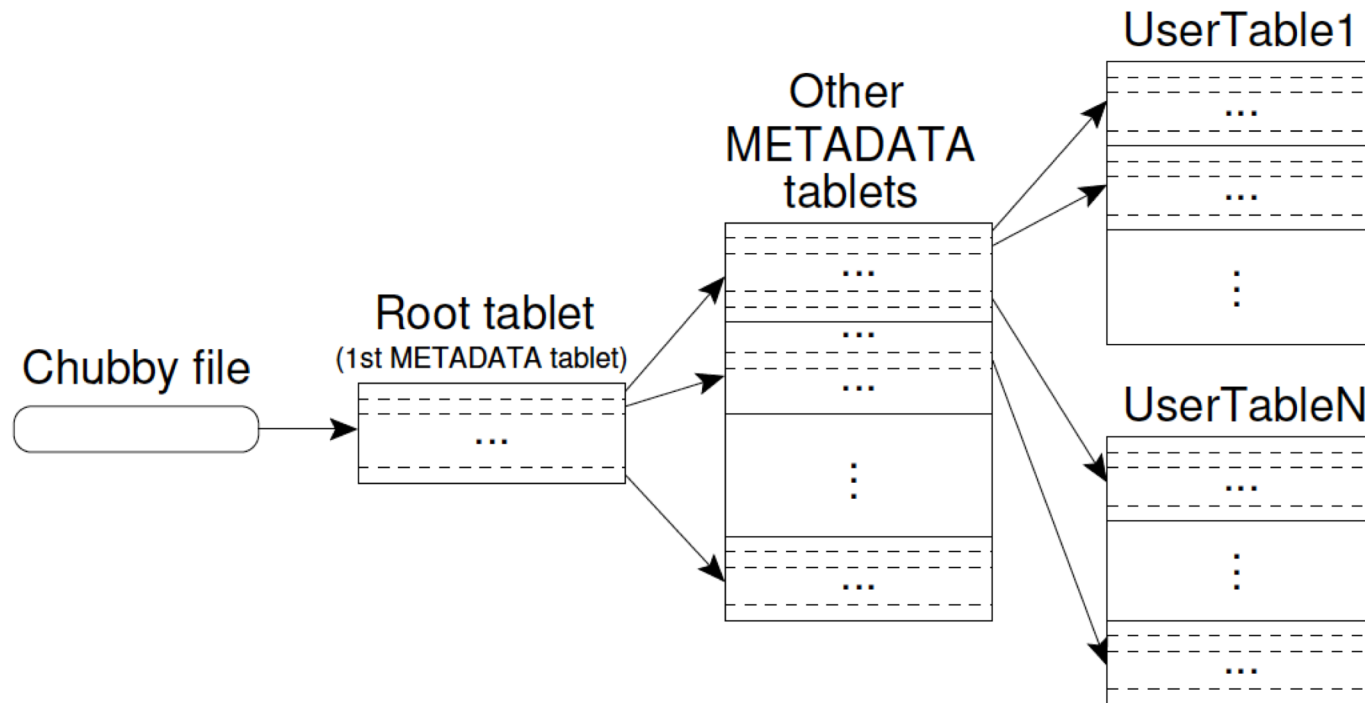 Chubby file
Root tablet
(1st METADATA tablet)
...
Other
METADATA
tablets
...
...
...
⋮
...
UserTable1
...
...
⋮
UserTableN
...
⋮
...